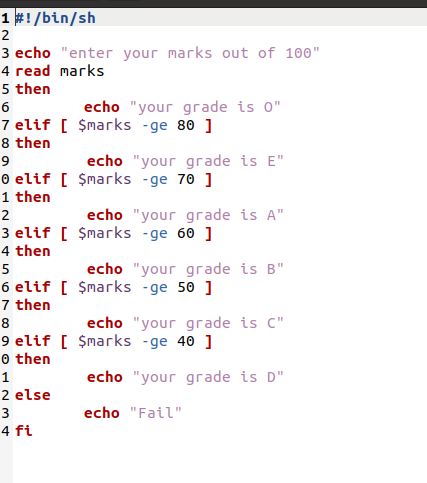 1 #!/bin/sh
2
3 echo "enter your marks out of 100"
4 read marks
5 then
6 echo "your grade is O"
7 elif [ $marks -ge 80 ]
8 then
9 echo "your grade is E"
0 elif [ $marks -ge 70 ]
1 then
2 echo "your grade is A"
3 elif [ $marks -ge 60 ]
4 then
5 echo "your grade is B"
6 elif [ $marks -ge 50 ]
7 then
8 echo "your grade is C"
9 elif [ $marks -ge 40 ]
0 then
1 echo "your grade is D"
2 else
3 echo "Fail"
4 fi